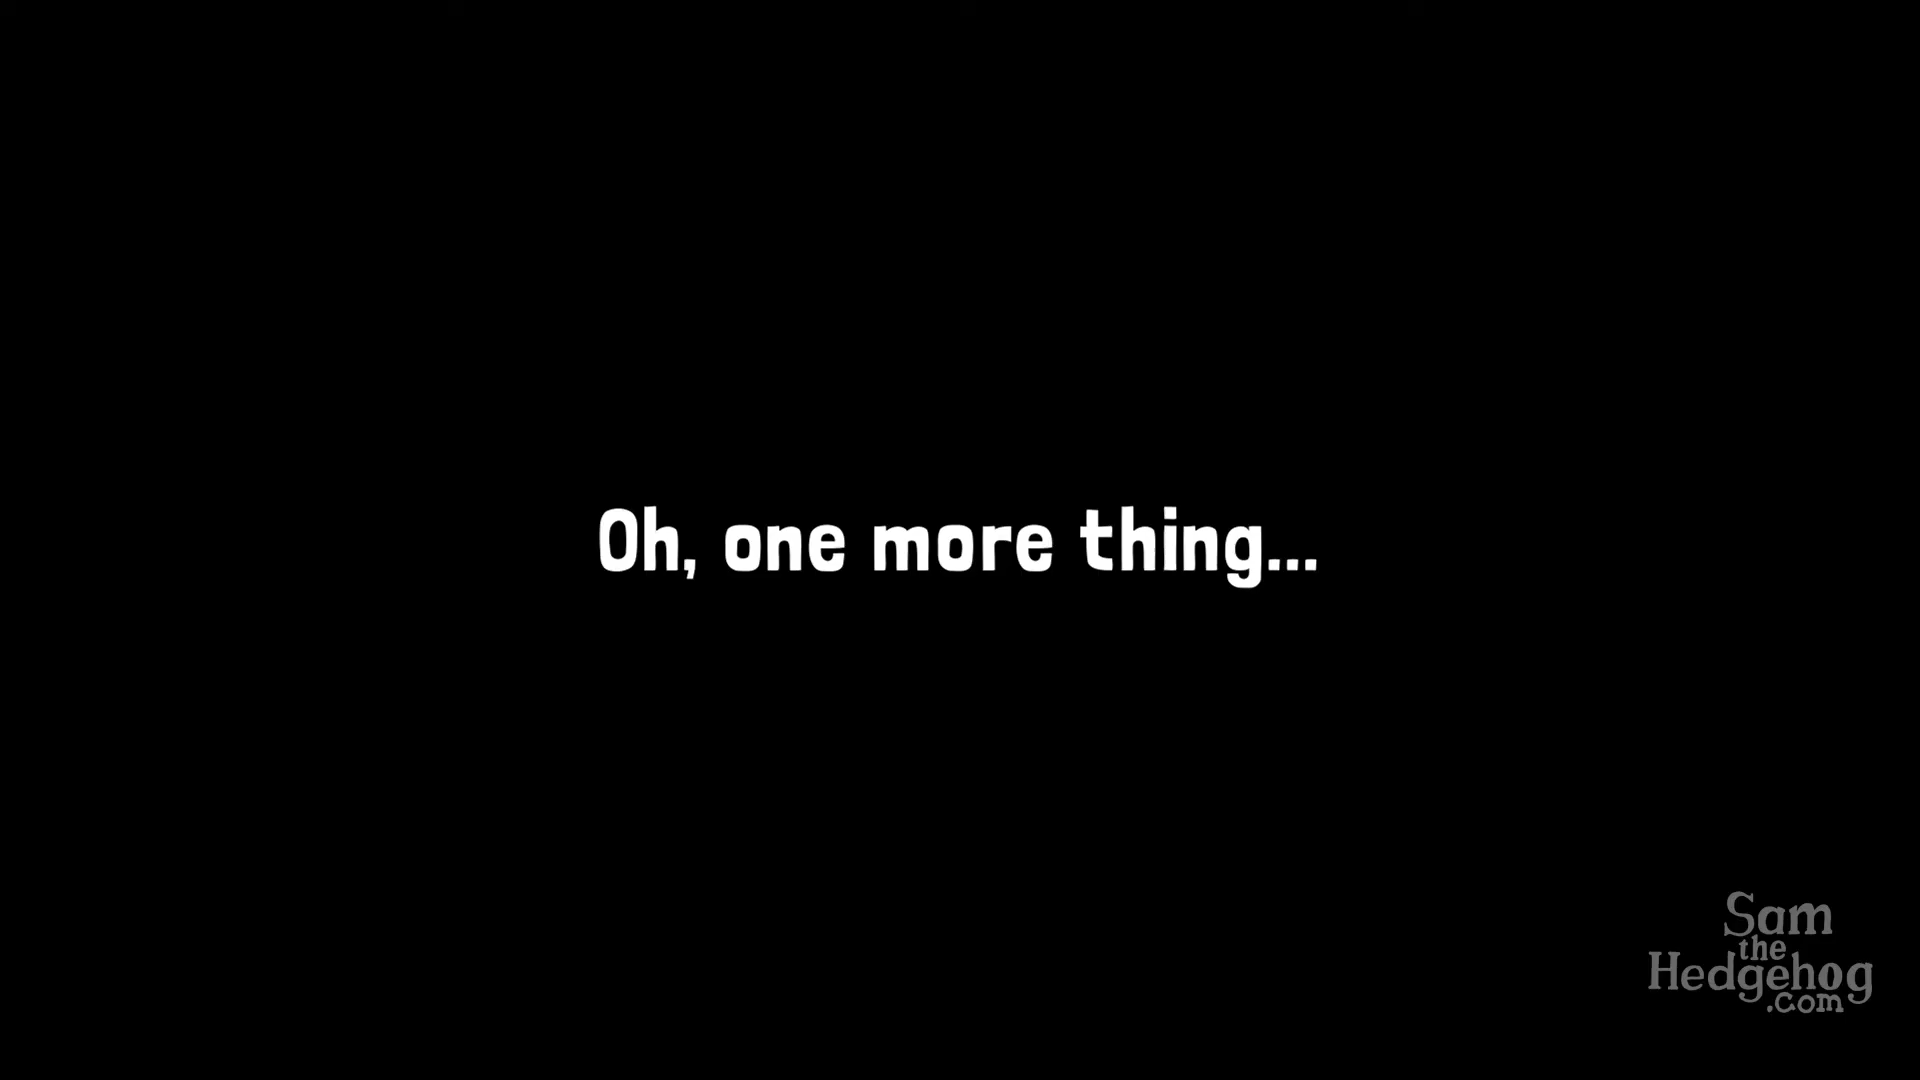 Oh, one more thing...
Sam
the
Hedgehog
.com